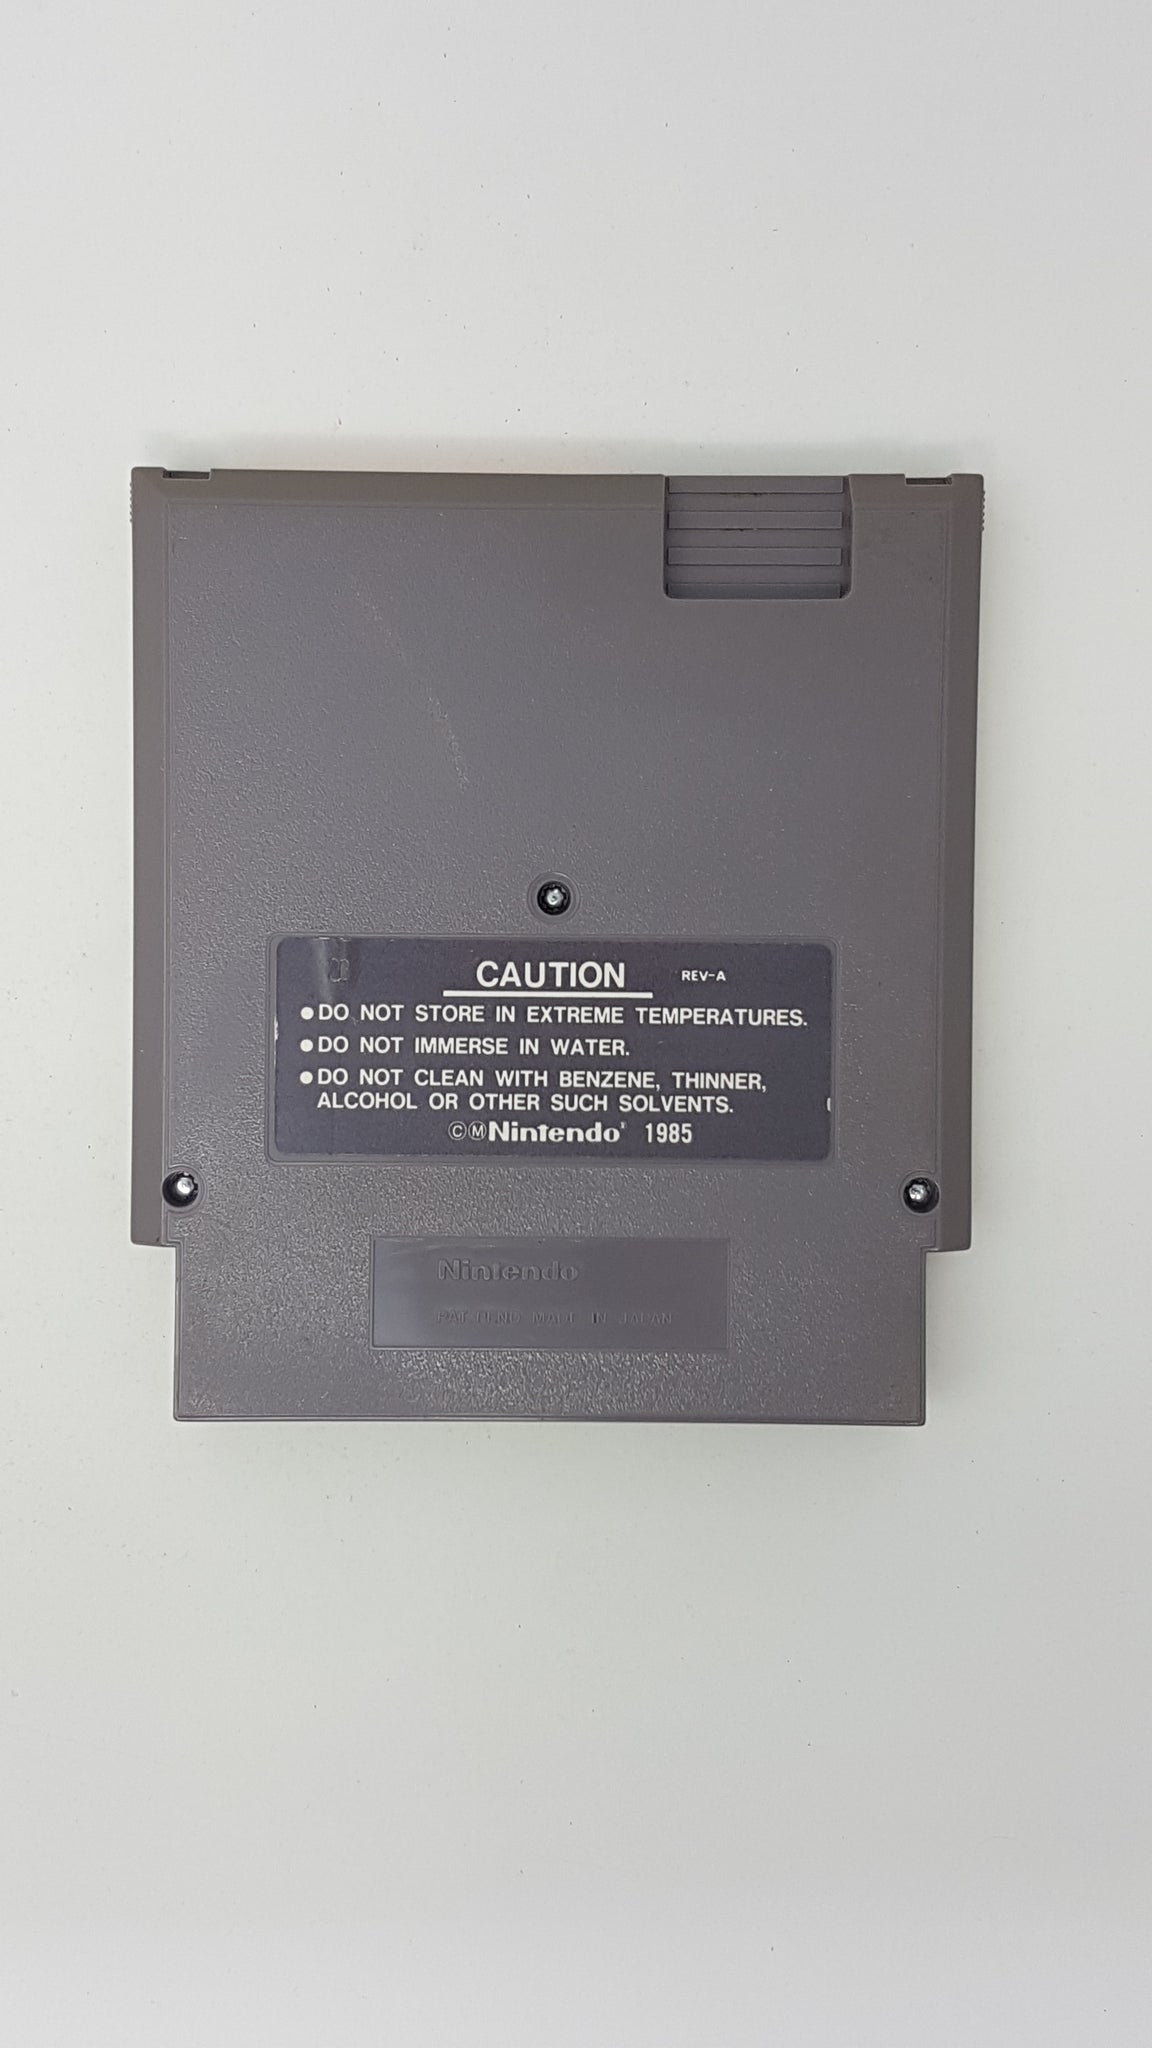 CAUTION REV-A
●DO NOT STORE IN EXTREME TEMPERATURES.
●DO NOT IMMERSE IN WATER.
●DO NOT CLEAN WITH BENZENE, THINNER,
ALCOHOL OR OTHER SUCH SOLVENTS.
©ⓂNintendo® 1985
Nintendo
PAT. PEND MADE IN JAPAN